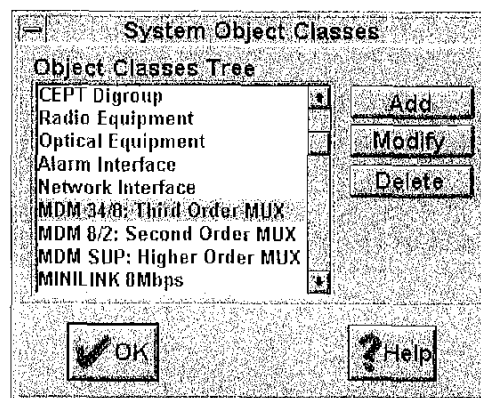 System Object Classes
Object Classes Tree
CEPT Digroup
Radio Equipment
Optical Equipment
Alarm Interface
Network Interface
MDM 34/8: Third Order MUX
MDM 8/2: Second Order MUX
MDM SUP: Higher Order MUX
MINILINK 8Mbps
Add
Modify
Delete
OK
Help